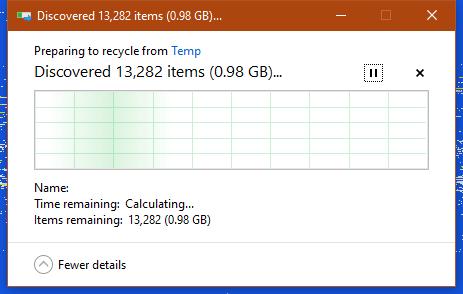 Discovered 13,282 items (0.98 GB)...
Preparing to recycle from Temp
Discovered 13,282 items (0.98 GB)...
Name:
Time remaining: Calculating...
Items remaining: 13,282 (0.98 GB)
Fewer details